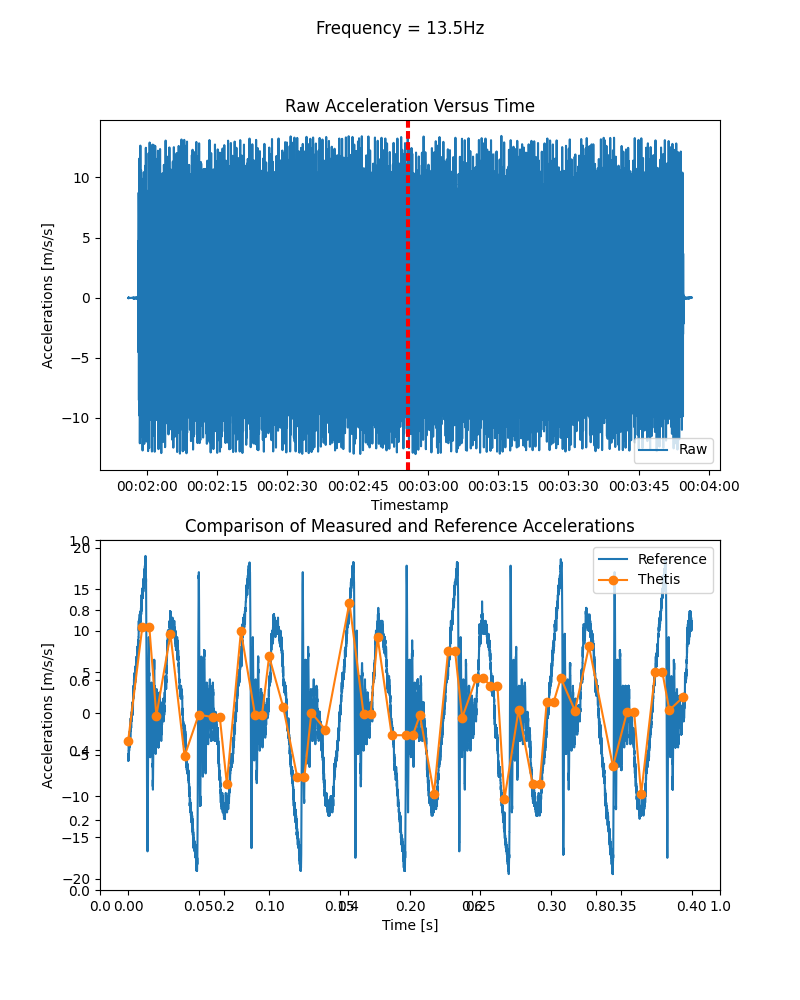 Frequency = 13.5Hz
Raw Acceleration Versus Time
Accelerations [m/s/s]
10
5
0
−5
−10
Raw
00:02:00 00:02:15 00:02:30 00:02:45 00:03:00 00:03:15 00:03:30 00:03:45 00:04:00
Timestamp
Comparison of Measured and Reference Accelerations
Accelerations [m/s/s]
1.0
20
15
0.8
10
5
0.6
0
0.4
−5
−10
0.2
−15
−20
0.0
Reference
Thetis
0.0 0.00 0.05 0.2 0.10 0.15 0.4 0.20 0.6 0.25 0.30 0.8 0.35 0.40 1.0
Time [s]